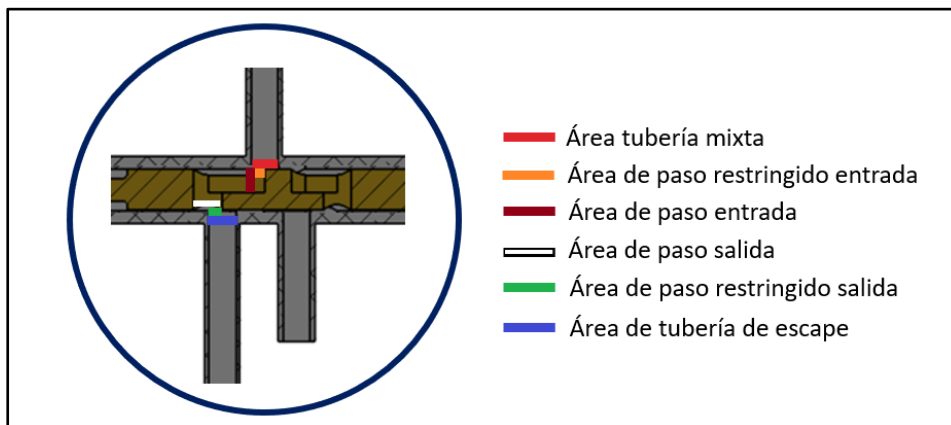 Área tubería mixta
Área de paso restringido entrada
Área de paso entrada
Área de paso salida
Área de paso restringido salida
Área de tubería de escape